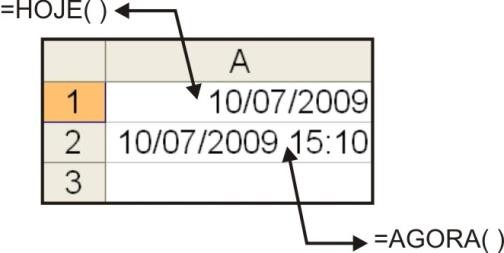 =HOJE( )
A
1 10/07/2009
2 10/07/2009 15:10
3
=AGORA( )